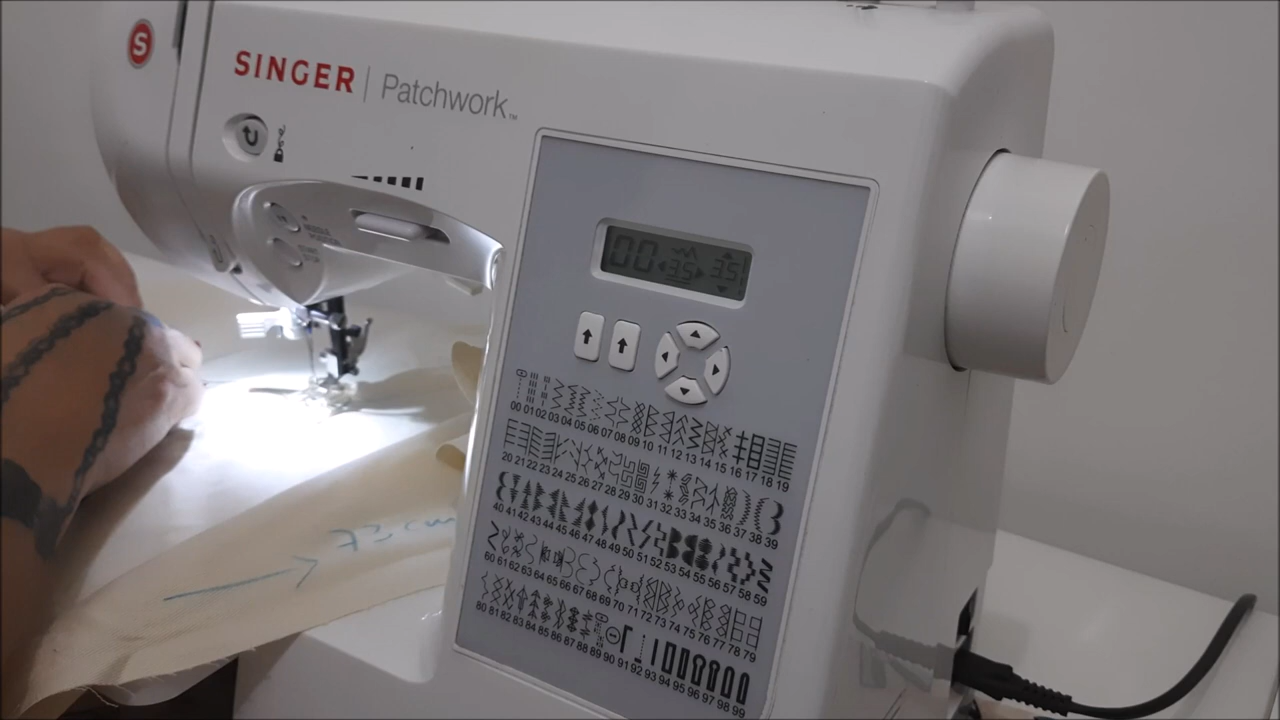 S
SINGER | Patchwork™
NEEDLE
00 3.5 3.5
00 01 02 03 04 05 06 07 08 09 10 11 12 13 14 15 16 17 18 19
20 21 22 23 24 25 26 27 28 29 30 31 32 33 34 35 36 37 38 39
40 41 42 43 44 45 46 47 48 49 50 51 52 53 54 55 56 57 58 59
60 61 62 63 64 65 66 67 68 69 70 71 72 73 74 75 76 77 78 79
80 81 82 83 84 85 86 87 88 89 90 91 92 93 94 95 96 97 98 99